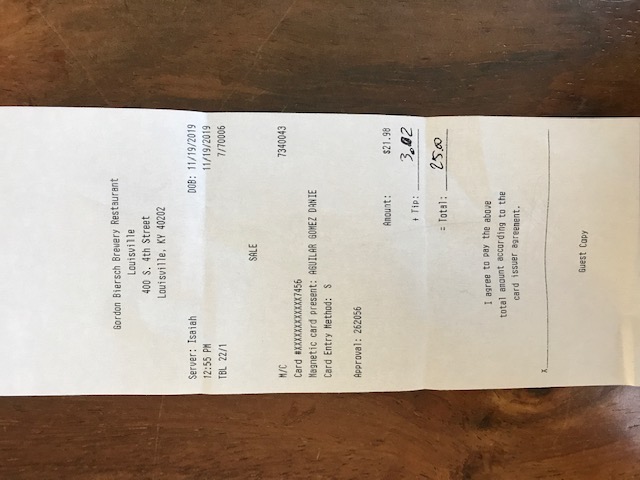 Gordon Biersch Brewery Restaurant
Louisville
400 S. 4th Street
Louisville, KY 40202
Server: Isaiah DOB: 11/19/2019
12:55 PM 11/19/2019
TBL 22/1 7/70006
SALE
M/C 7340043
Card #XXXXXXXXXXXX7456
Magnetic card present: AGUILAR GOMEZ DANIE
Card Entry Method: S
Approval: 262056
Amount: $21.98
+ Tip: 3.02
= Total: 25.00
I agree to pay the above
total amount according to the
card issuer agreement.
X
Guest Copy